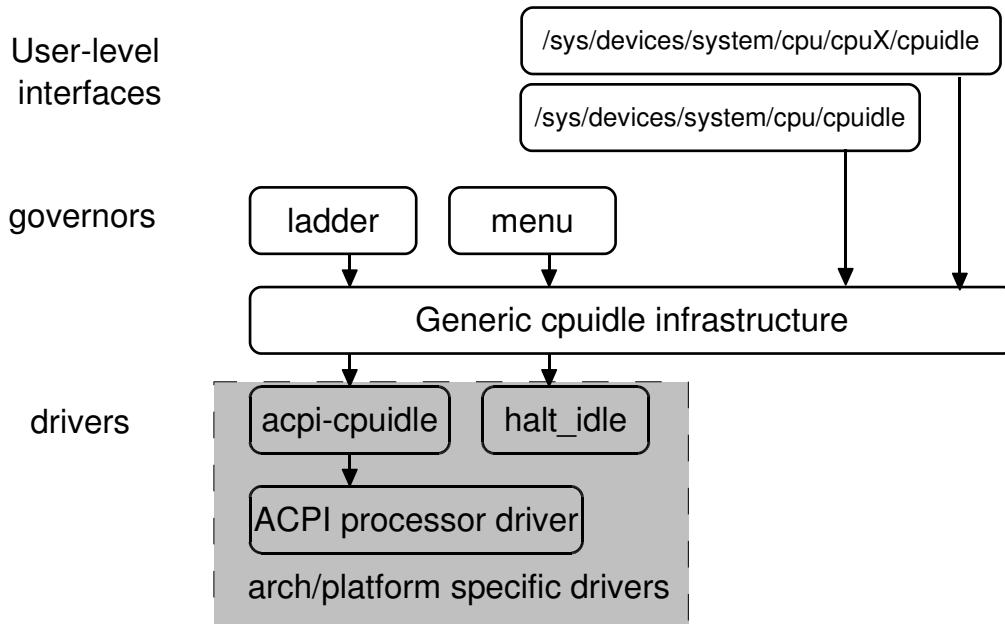 User-level
interfaces
/sys/devices/system/cpu/cpuX/cpuidle
/sys/devices/system/cpu/cpuidle
governors
ladder
menu
Generic cpuidle infrastructure
drivers
acpi-cpuidle
halt_idle
ACPI processor driver
arch/platform specific drivers